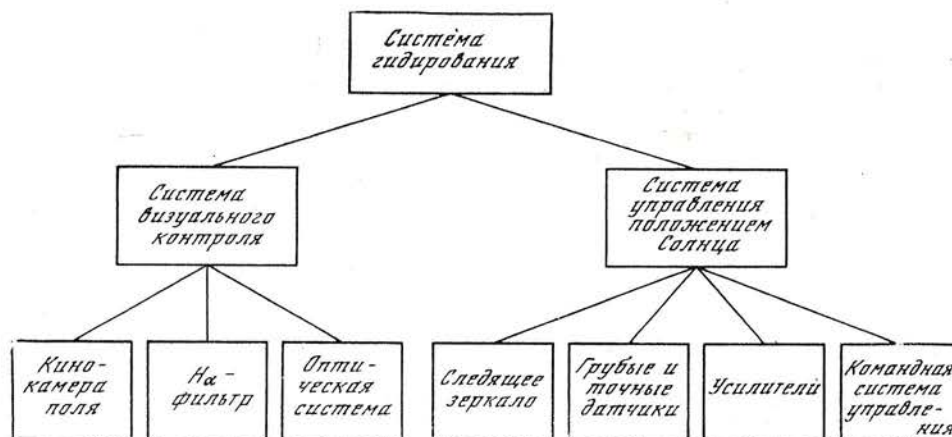 Система
гидирования
Система
визуального
контроля
Система
управления
положением
Солнца
Кино-
камера
поля
Hα-
фильтр
Опти-
ческая
система
Следящее
зеркало
Грубые и
точные
датчики
Усилители
Командная
система
управле-
ния